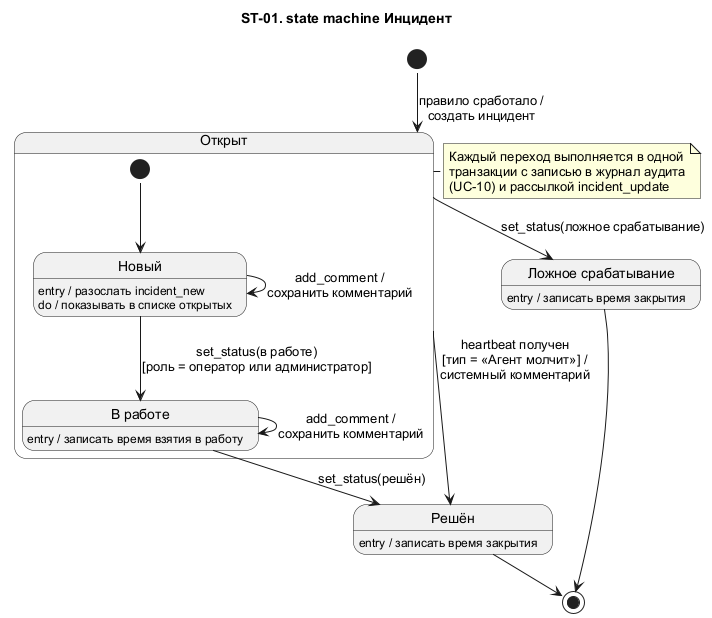 ST-01. state machine Инцидент
правило сработало /
создать инцидент
Открыт
Каждый переход выполняется в одной
транзакции с записью в журнал аудита
(UC-10) и рассылкой incident_update
set_status(ложное срабатывание)
Новый
entry / разослать incident_new
do / показывать в списке открытых
add_comment /
сохранить комментарий
Ложное срабатывание
entry / записать время закрытия
set_status(в работе)
[роль = оператор или администратор]
heartbeat получен
[тип = «Агент молчит»] /
системный комментарий
В работе
entry / записать время взятия в работу
add_comment /
сохранить комментарий
set_status(решён)
Решён
entry / записать время закрытия